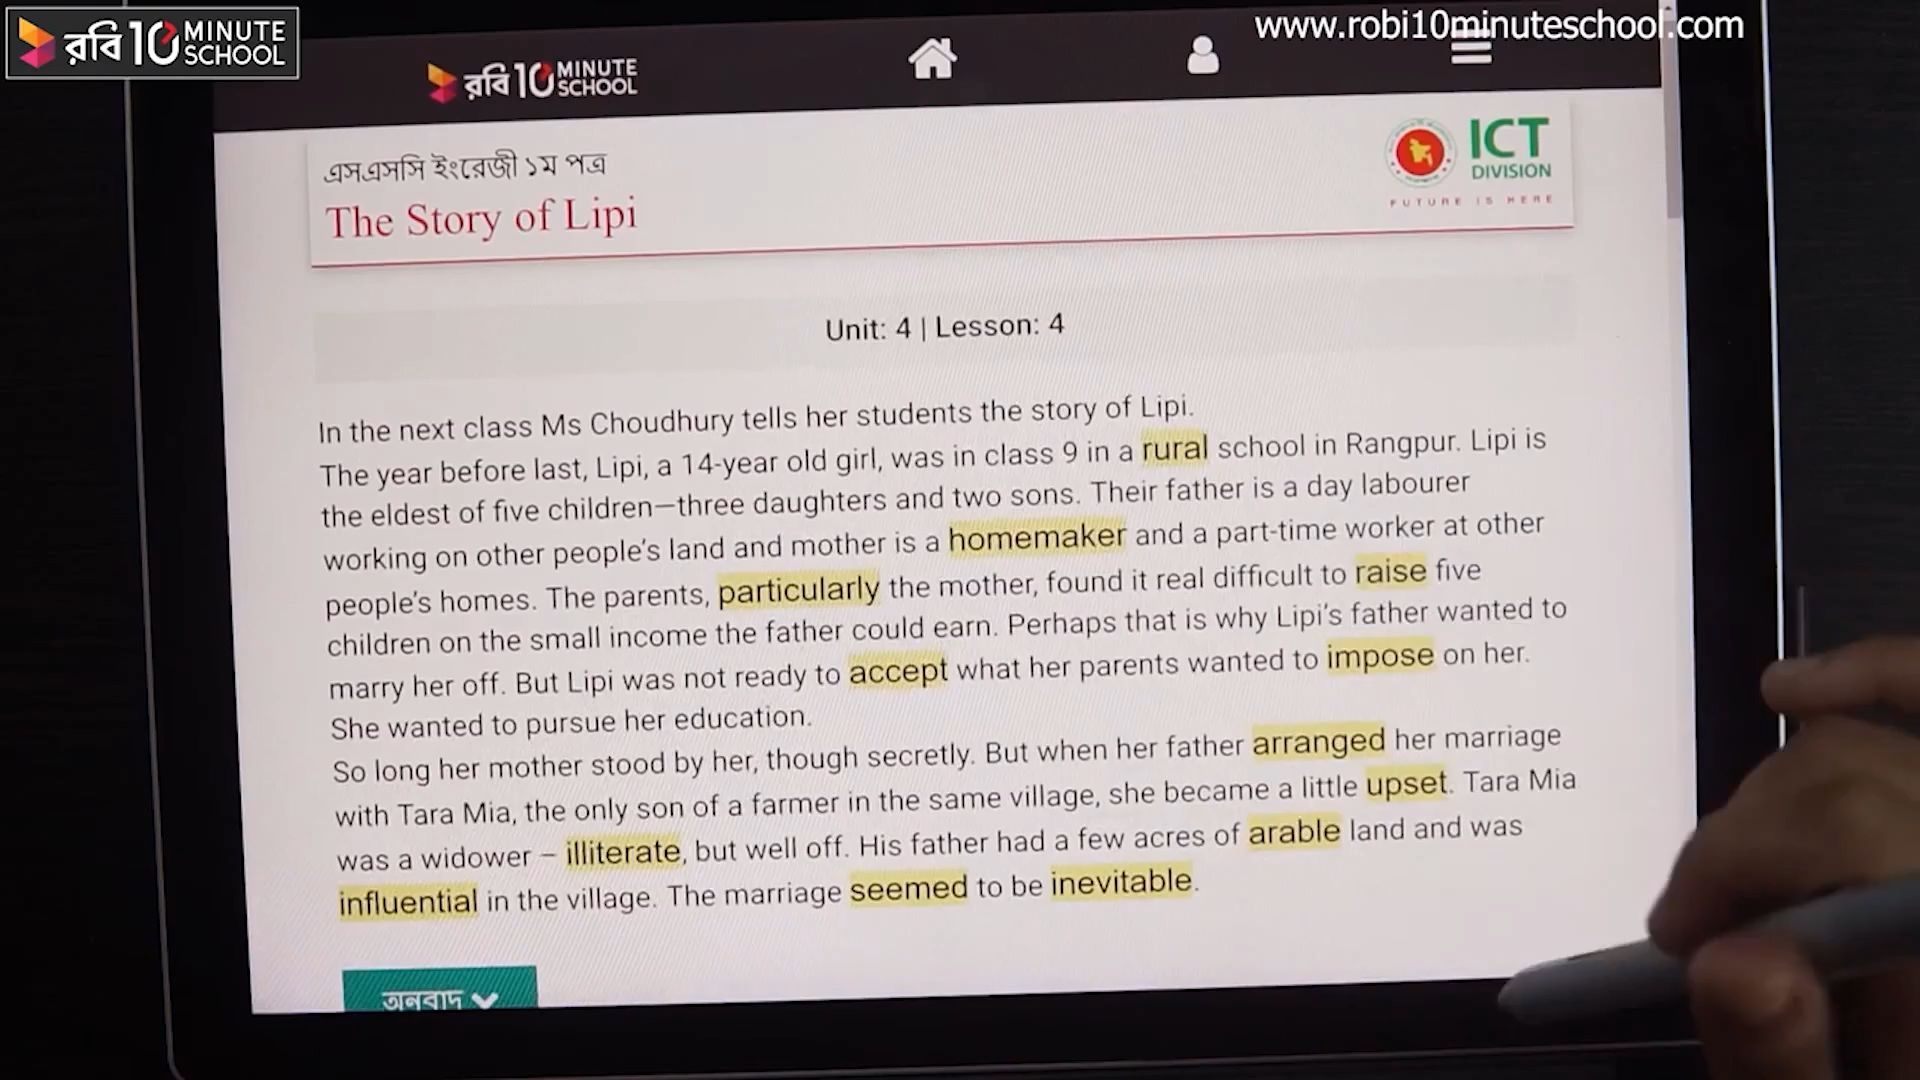 রবি 10 MINUTE SCHOOL
www.robi10minuteschool.com
রবি 10 MINUTE SCHOOL
এসএসসি ইংরেজী ১ম পত্র
The Story of Lipi
ICT
DIVISION
FUTURE IS HERE
Unit: 4 | Lesson: 4
In the next class Ms Choudhury tells her students the story of Lipi.
The year before last, Lipi, a 14-year old girl, was in class 9 in a rural school in Rangpur. Lipi is
the eldest of five children—three daughters and two sons. Their father is a day labourer
working on other people's land and mother is a homemaker and a part-time worker at other
people's homes. The parents, particularly the mother, found it real difficult to raise five
children on the small income the father could earn. Perhaps that is why Lipi's father wanted to
marry her off. But Lipi was not ready to accept what her parents wanted to impose on her.
She wanted to pursue her education.
So long her mother stood by her, though secretly. But when her father arranged her marriage
with Tara Mia, the only son of a farmer in the same village, she became a little upset. Tara Mia
was a widower – illiterate, but well off. His father had a few acres of arable land and was
influential in the village. The marriage seemed to be inevitable.
অনুবাদ